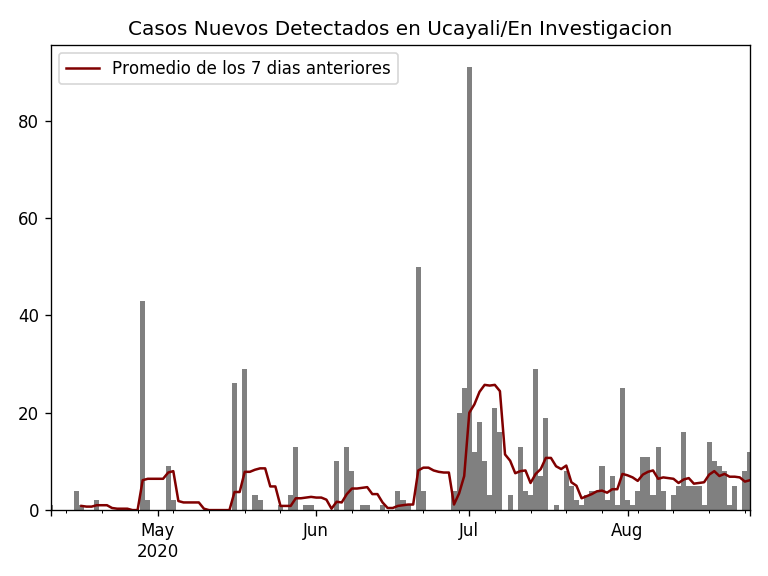 Casos Nuevos Detectados en Ucayali/En Investigacion
Promedio de los 7 dias anteriores
80
60
40
20
0
May
2020
Jun
Jul
Aug